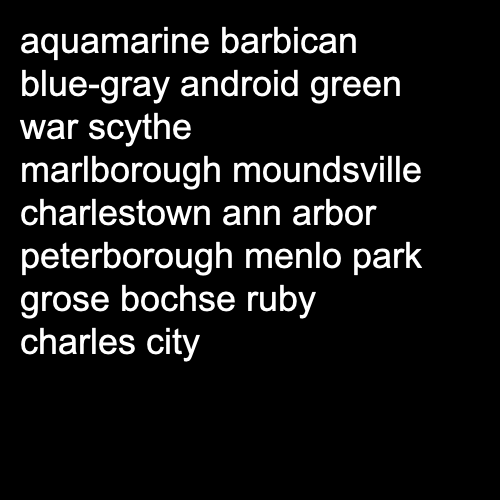 aquamarine barbican
blue-gray android green
war scythe
marlborough moundsville
charlestown ann arbor
peterborough menlo park
grose bochse ruby
charles city